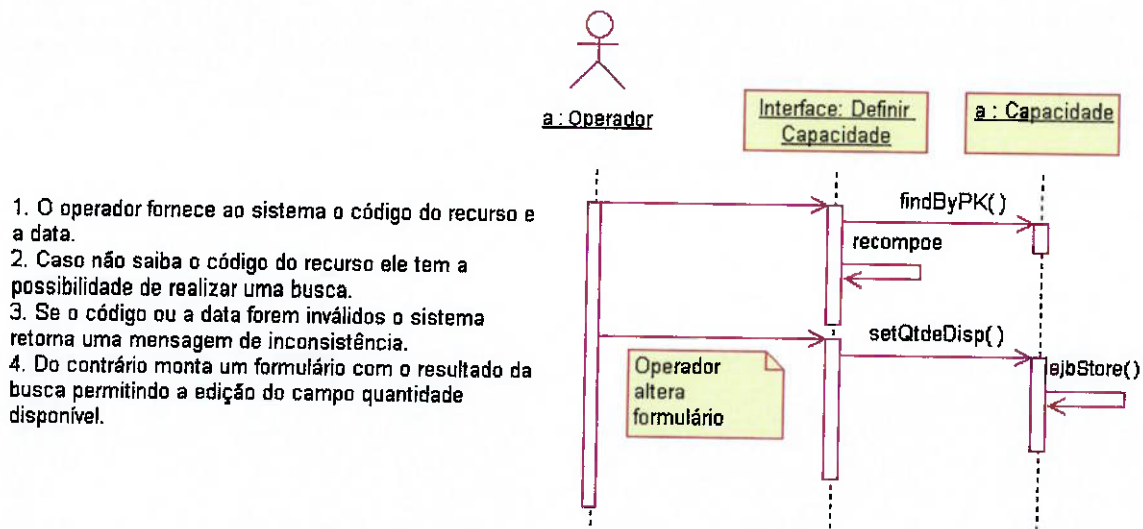 a : Operador
Interface: Definir
Capacidade
a : Capacidade
1. O operador fornece ao sistema o código do recurso e
a data.
2. Caso não saiba o código do recurso ele tem a
possibilidade de realizar uma busca.
3. Se o código ou a data forem inválidos o sistema
retorna uma mensagem de inconsistência.
4. Do contrário monta um formulário com o resultado da
busca permitindo a edição do campo quantidade
disponível.
findByPK()
recompoe
setQtdeDisp()
Operador
altera
formulário
ejbStore()